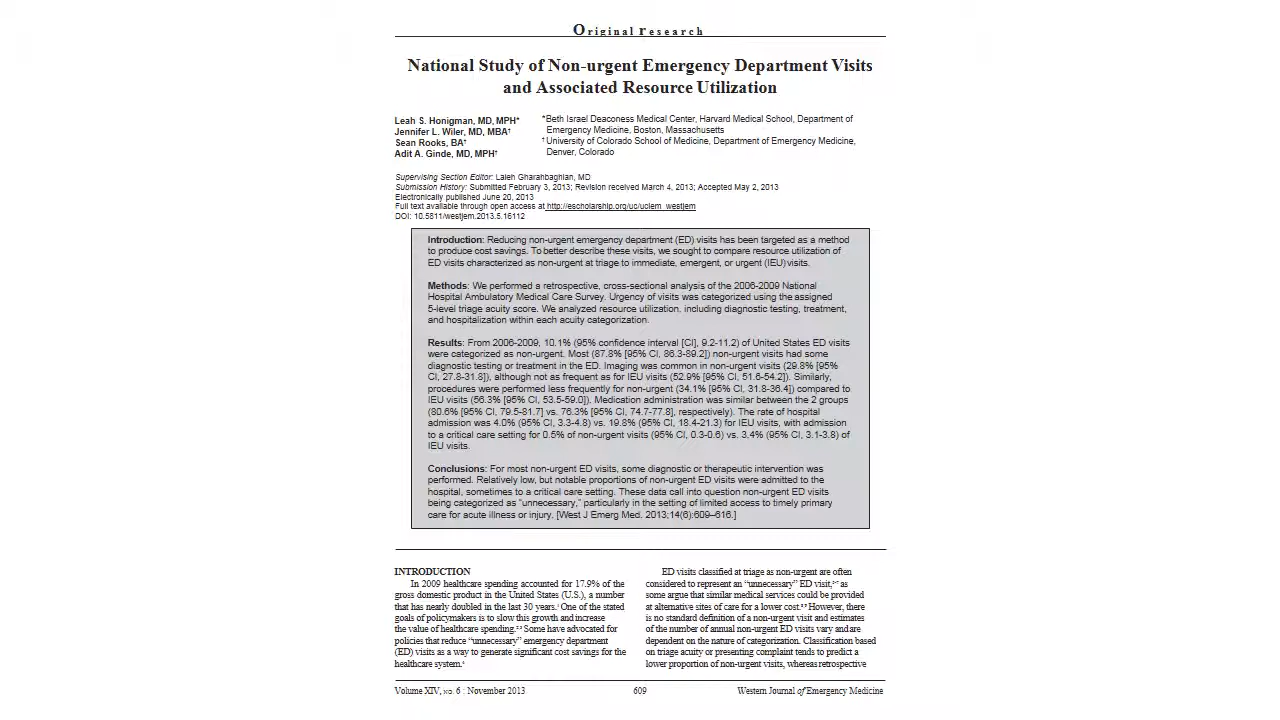 Original research
National Study of Non-urgent Emergency Department Visits
and Associated Resource Utilization
Leah S. Honigman, MD, MPH*
Jennifer L. Wiler, MD, MBA†
Sean Rooks, BA†
Adit A. Ginde, MD, MPH†
*Beth Israel Deaconess Medical Center, Harvard Medical School, Department of
Emergency Medicine, Boston, Massachusetts
†University of Colorado School of Medicine, Department of Emergency Medicine,
Denver, Colorado
Supervising Section Editor: Laleh Gharahbaghian, MD
Submission History: Submitted February 3, 2013; Revision received March 4, 2013; Accepted May 2, 2013
Electronically published June 20, 2013
Full text available through open access at http://escholarship.org/uc/uciem_westjem
DOI: 10.5811/westjem.2013.5.16112
Introduction: Reducing non-urgent emergency department (ED) visits has been targeted as a method
to produce cost savings. To better describe these visits, we sought to compare resource utilization of
ED visits characterized as non-urgent at triage to immediate, emergent, or urgent (IEU) visits.
Methods: We performed a retrospective, cross-sectional analysis of the 2006-2009 National
Hospital Ambulatory Medical Care Survey. Urgency of visits was categorized using the assigned
5-level triage acuity score. We analyzed resource utilization, including diagnostic testing, treatment,
and hospitalization within each acuity categorization.
Results: From 2006-2009, 10.1% (95% confidence interval [CI], 9.2-11.2) of United States ED visits
were categorized as non-urgent. Most (87.8% [95% CI, 86.3-89.2]) non-urgent visits had some
diagnostic testing or treatment in the ED. Imaging was common in non-urgent visits (29.8% [95%
CI, 27.8-31.8]), although not as frequent as for IEU visits (52.9% [95% CI, 51.6-54.2]). Similarly,
procedures were performed less frequently for non-urgent (34.1% [95% CI, 31.8-36.4]) compared to
IEU visits (56.3% [95% CI, 53.5-59.0]). Medication administration was similar between the 2 groups
(80.6% [95% CI, 79.5-81.7] vs. 76.3% [95% CI, 74.7-77.8], respectively). The rate of hospital
admission was 4.0% (95% CI, 3.3-4.8) vs. 19.8% (95% CI, 18.4-21.3) for IEU visits, with admission
to a critical care setting for 0.5% of non-urgent visits (95% CI, 0.3-0.6) vs. 3.4% (95% CI, 3.1-3.8) of
IEU visits.
Conclusions: For most non-urgent ED visits, some diagnostic or therapeutic intervention was
performed. Relatively low, but notable proportions of non-urgent ED visits were admitted to the
hospital, sometimes to a critical care setting. These data call into question non-urgent ED visits
being categorized as "unnecessary," particularly in the setting of limited access to timely primary
care for acute illness or injury. [West J Emerg Med. 2013;14(6):609–616.]
INTRODUCTION
In 2009 healthcare spending accounted for 17.9% of the
gross domestic product in the United States (U.S.), a number
that has nearly doubled in the last 30 years.¹ One of the stated
goals of policymakers is to slow this growth and increase
the value of healthcare spending.²,³ Some have advocated for
policies that reduce “unnecessary” emergency department
(ED) visits as a way to generate significant cost savings for the
healthcare system.⁴
ED visits classified at triage as non-urgent are often
considered to represent an “unnecessary” ED visit, as
some argue that similar medical services could be provided
at alternative sites of care for a lower cost. However, there
is no standard definition of a non-urgent visit and estimates
of the number of annual non-urgent ED visits vary and are
dependent on the nature of categorization. Classification based
on triage acuity or presenting complaint tends to predict a
lower proportion of non-urgent visits, whereas retrospective
Volume XIV, NO. 6 : November 2013
609
Western Journal of Emergency Medicine